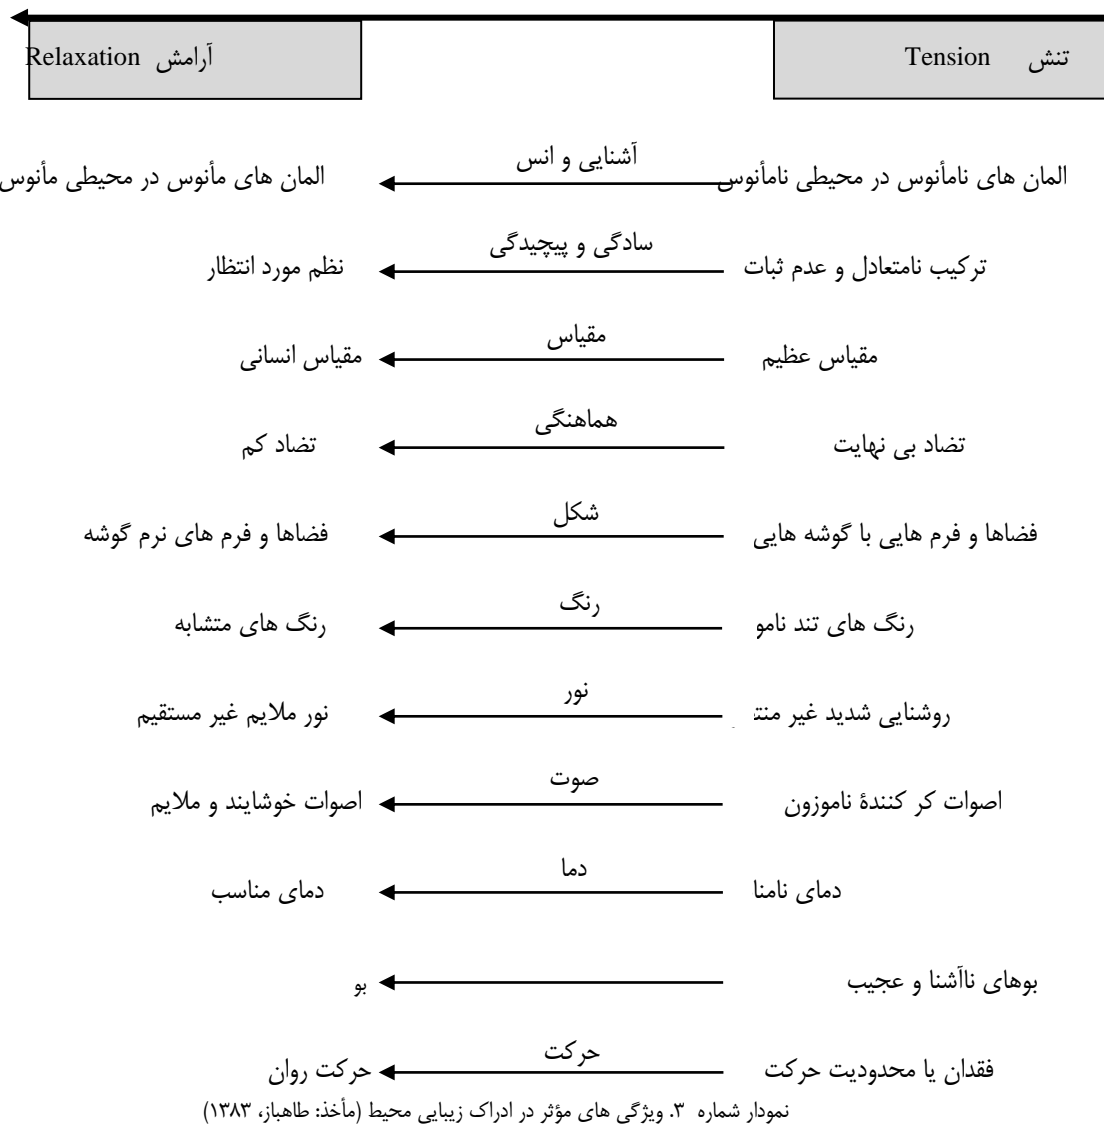 تنش Tension
آرامش Relaxation
آشنایی و انس
المان های نامأنوس در محیطی نامأنوس
المان های مأنوس در محیطی مأنوس
سادگی و پیچیدگی
ترکیب نامتعادل و عدم ثبات
نظم مورد انتظار
مقیاس
مقیاس عظیم
مقیاس انسانی
هماهنگی
تضاد بی نهایت
تضاد کم
شکل
فضاها و فرم هایی با گوشه هایی
فضاها و فرم های نرم گوشه
رنگ
رنگ های تند نامو
رنگ های متشابه
نور
روشنایی شدید غیر منت
نور ملایم غیر مستقیم
صوت
اصوات کر کنندۀ ناموزون
اصوات خوشایند و ملایم
دما
دمای نامنا
دمای مناسب
بوهای ناآشنا و عجیب
بو
حرکت
فقدان یا محدودیت حرکت
حرکت روان
نمودار شماره ۳. ویژگی های مؤثر در ادراک زیبایی محیط (مأخذ: طاهباز، ۱۳۸۳)